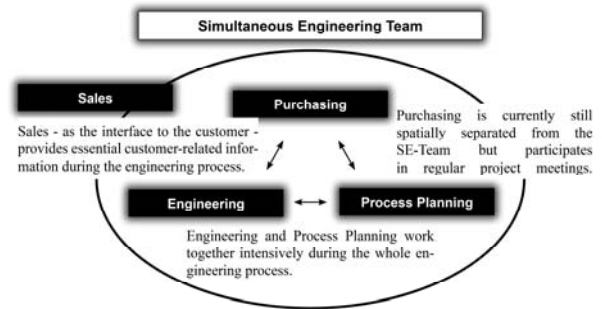 Simultaneous Engineering Team
Sales
Sales - as the interface to the customer -
provides essential customer-related infor-
mation during the engineering process.
Purchasing
Purchasing is currently still
spatially separated from the
SE-Team but participates
in regular project meetings.
Engineering
Process Planning
Engineering and Process Planning work
together intensively during the whole en-
gineering process.